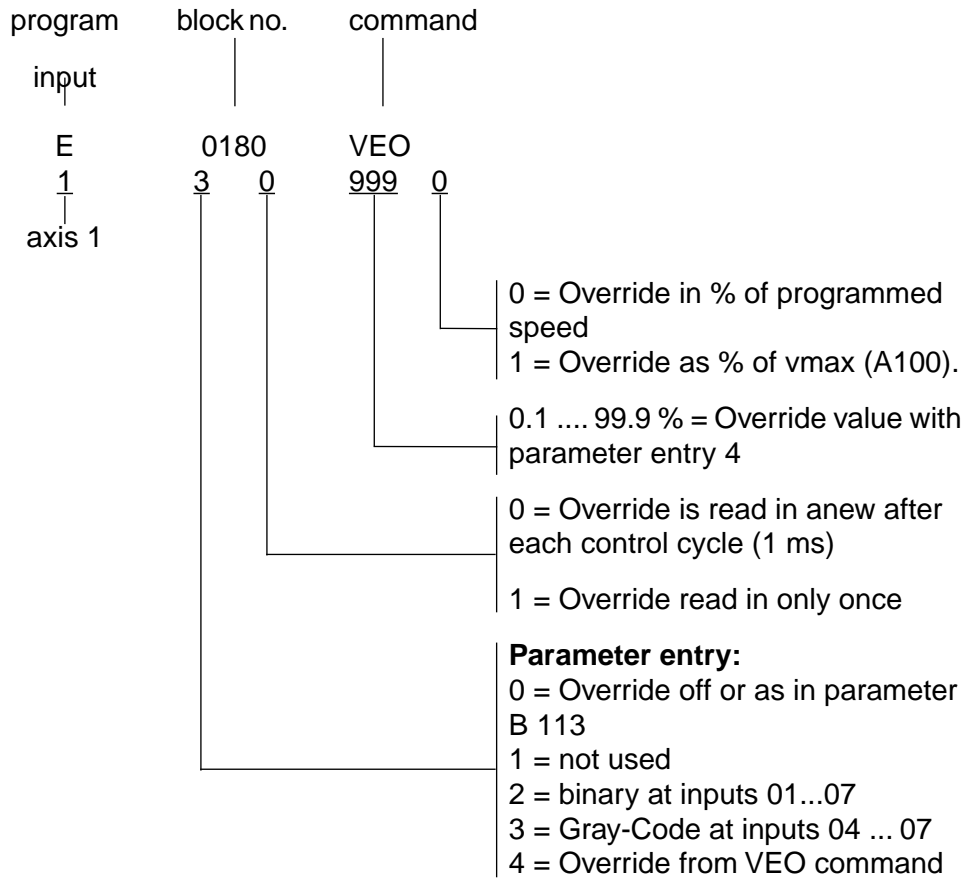 program block no. command
input
E 0180 VEO
1 3 0 999 0
axis 1
0 = Override in % of programmed
speed
1 = Override as % of vmax (A100).
0.1 .... 99.9 % = Override value with
parameter entry 4
0 = Override is read in anew after
each control cycle (1 ms)
1 = Override read in only once
Parameter entry:
0 = Override off or as in parameter
B 113
1 = not used
2 = binary at inputs 01...07
3 = Gray-Code at inputs 04 ... 07
4 = Override from VEO command